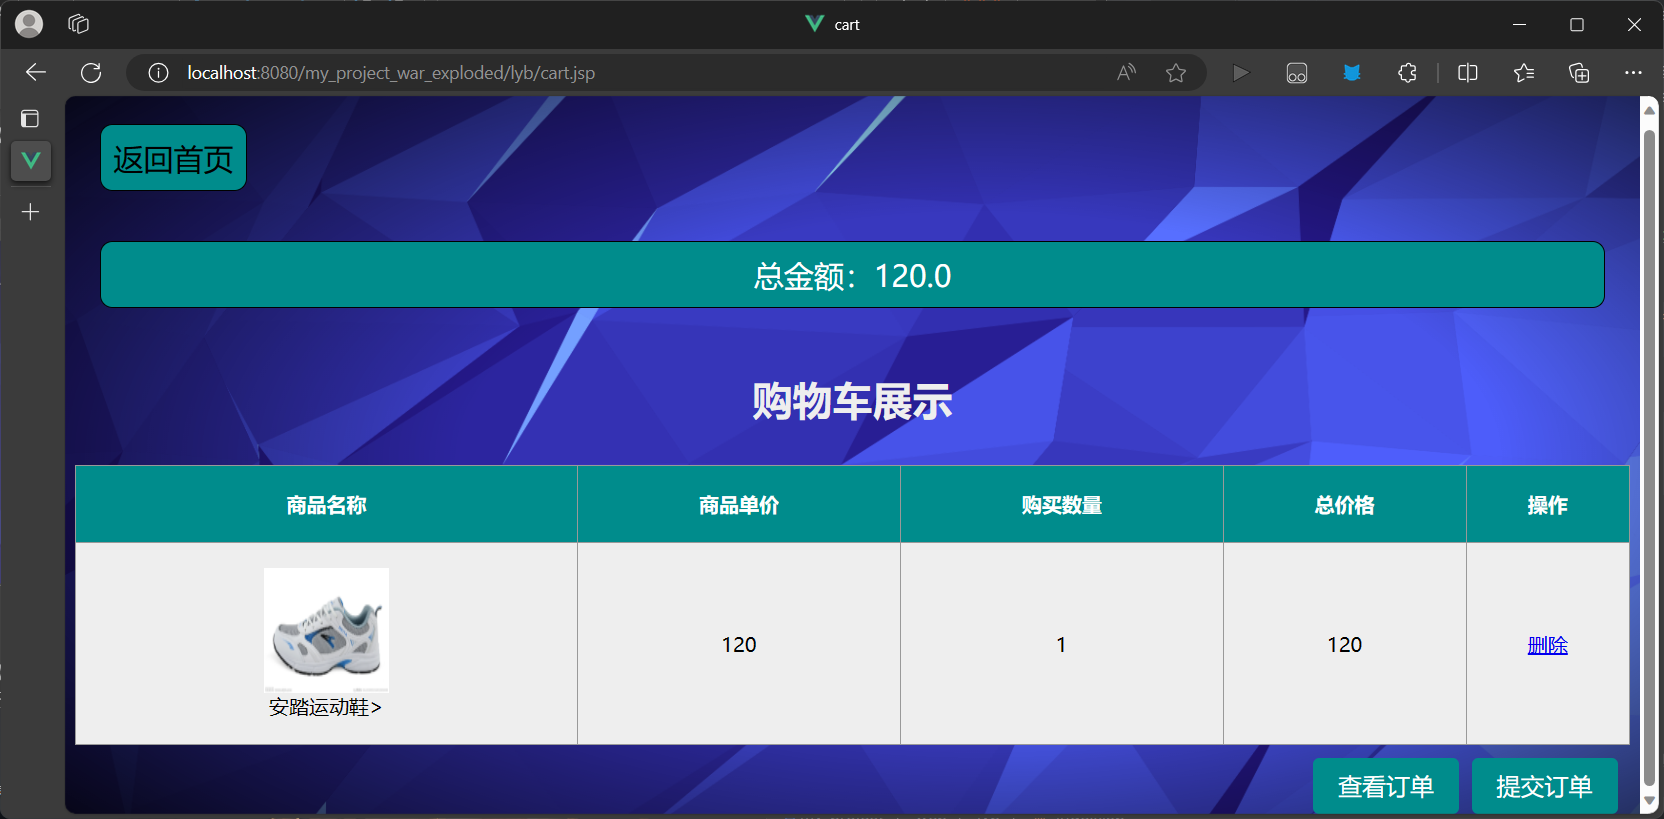 cart
localhost:8080/my_project_war_exploded/lyb/cart.jsp
返回首页
总金额：120.0
购物车展示
商品名称 商品单价 购买数量 总价格 操作
120 1 120 删除
安踏运动鞋>
查看订单 提交订单